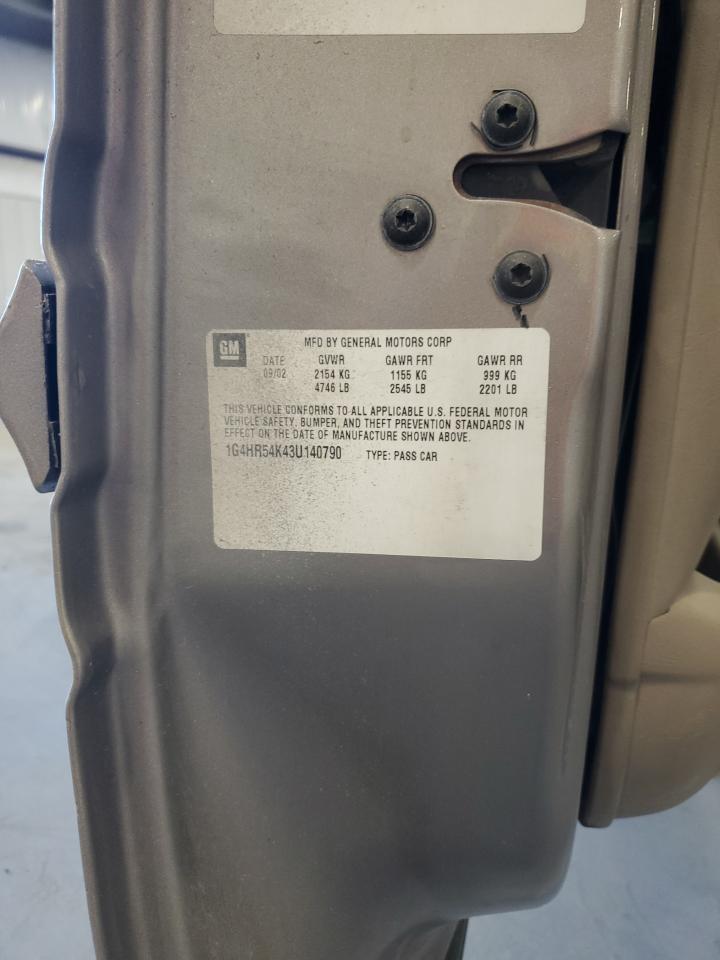 GM MFD BY GENERAL MOTORS CORP
DATE GVWR GAWR FRT GAWR RR
09/02 2154 KG 1155 KG 999 KG
4746 LB 2545 LB 2201 LB
THIS VEHICLE CONFORMS TO ALL APPLICABLE U.S. FEDERAL MOTOR
VEHICLE SAFETY, BUMPER, AND THEFT PREVENTION STANDARDS IN
EFFECT ON THE DATE OF MANUFACTURE SHOWN ABOVE.
1G4HR54K43U140790 TYPE: PASS CAR